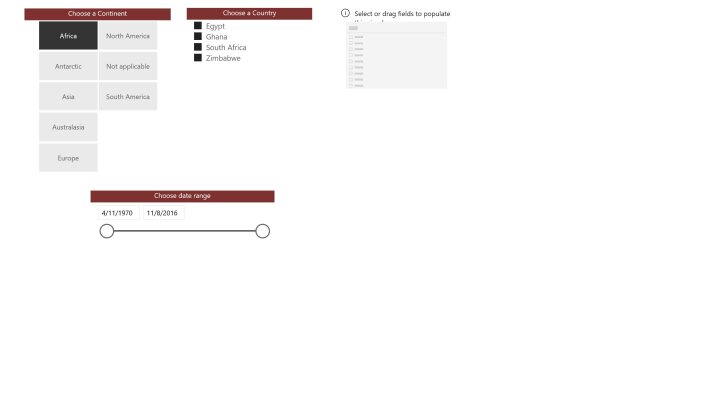 Choose a Continent
Africa
North America
Antarctic
Not applicable
Asia
South America
Australasia
Europe
Choose a Country
Egypt
Ghana
South Africa
Zimbabwe
Select or drag fields to populate
Choose date range
4/11/1970
11/8/2016